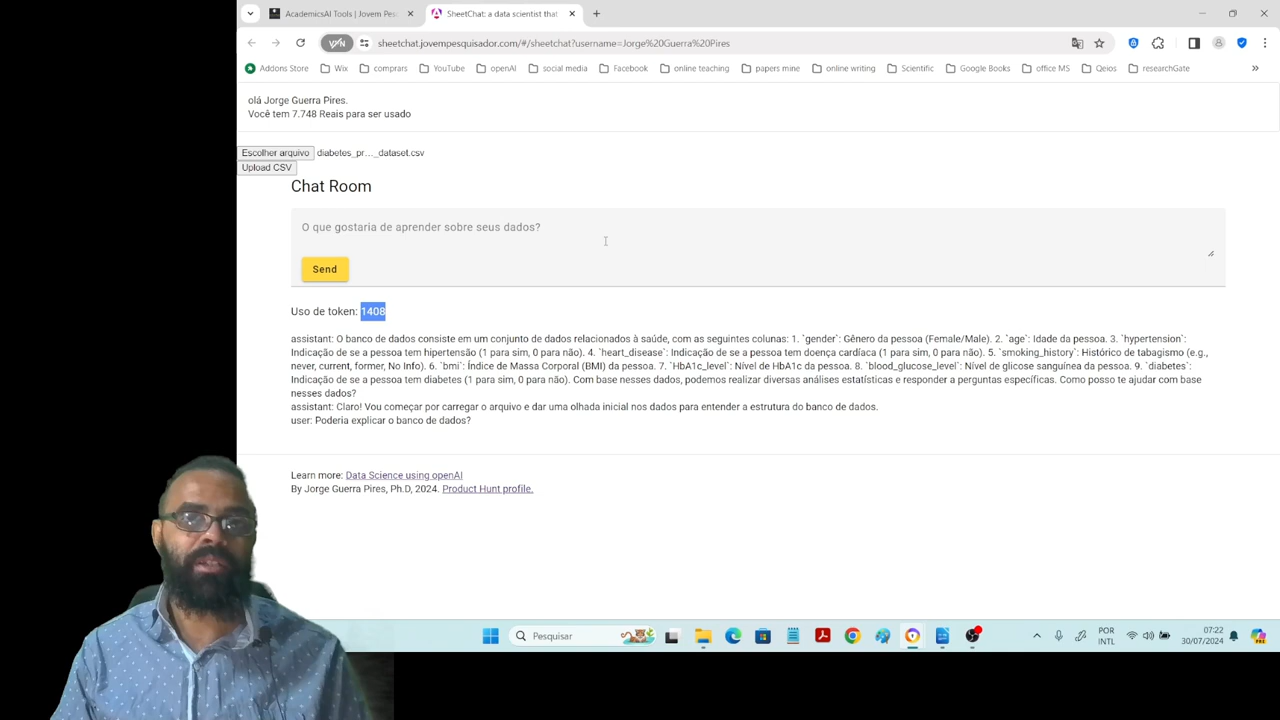 AcademicsAI Tools | Jovem Pes
SheetChat: a data scientist that
VPN
sheetchat.jovempesquisador.com/#/sheetchat?username=Jorge%20Guerra%20Pires
Addons Store
Wix
comprars
YouTube
openAI
social media
Facebook
online teaching
papers mine
online writing
Scientific
Google Books
office MS
Qeios
researchGate
olá Jorge Guerra Pires.
Você tem 7.748 Reais para ser usado
Escolher arquivo diabetes_pr…_dataset.csv
Upload CSV
Chat Room
O que gostaria de aprender sobre seus dados?
Send
Uso de token: 1408
assistant: O banco de dados consiste em um conjunto de dados relacionados à saúde, com as seguintes colunas: 1. `gender`: Gênero da pessoa (Female/Male). 2. `age`: Idade da pessoa. 3. `hypertension`:
Indicação de se a pessoa tem hipertensão (1 para sim, 0 para não). 4. `heart_disease`: Indicação de se a pessoa tem doença cardíaca (1 para sim, 0 para não). 5. `smoking_history`: Histórico de tabagismo (e.g.,
never, current, former, No Info). 6. `bmi`: Índice de Massa Corporal (BMI) da pessoa. 7. `HbA1c_level`: Nível de HbA1c da pessoa. 8. `blood_glucose_level`: Nível de glicose sanguínea da pessoa. 9. `diabetes`:
Indicação de se a pessoa tem diabetes (1 para sim, 0 para não). Com base nesses dados, podemos realizar diversas análises estatísticas e responder a perguntas específicas. Como posso te ajudar com base
nesses dados?
assistant: Claro! Vou começar por carregar o arquivo e dar uma olhada inicial nos dados para entender a estrutura do banco de dados.
user: Poderia explicar o banco de dados?
Learn more: Data Science using openAI
By Jorge Guerra Pires, Ph.D, 2024. Product Hunt profile.
Pesquisar
POR
INTL
07:22
30/07/2024